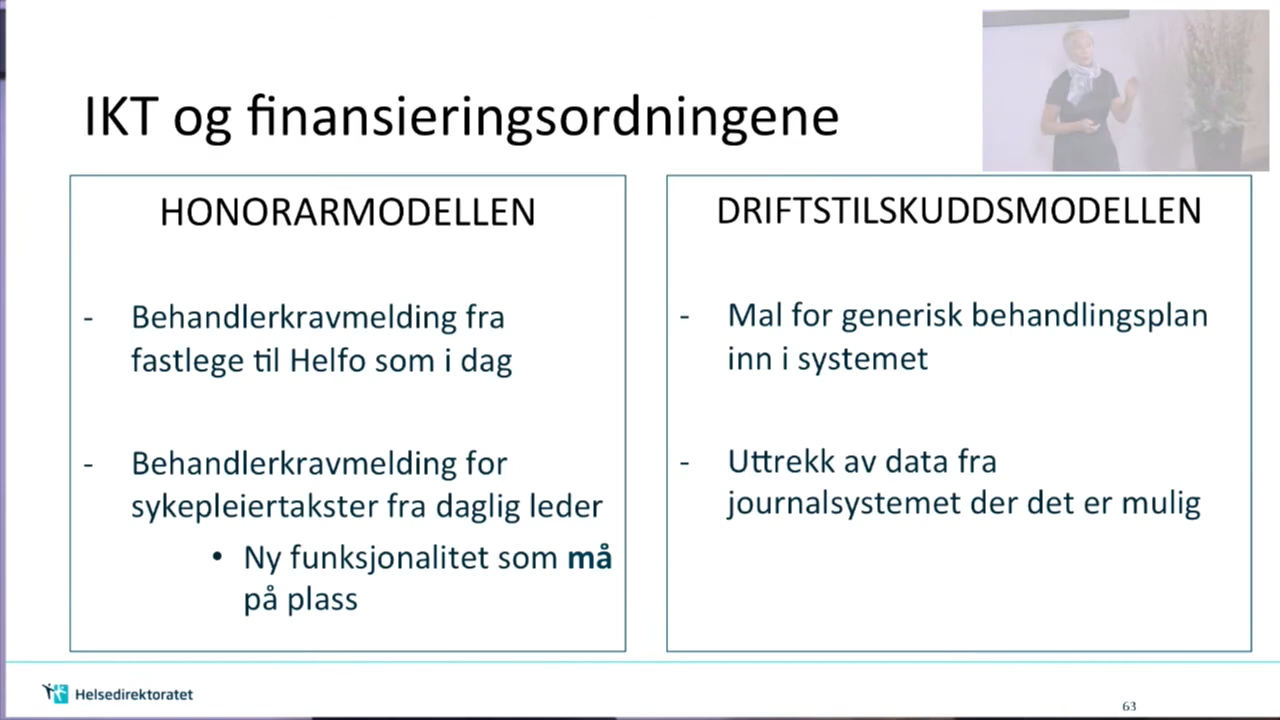 IKT og finansieringsordningene
HONORARMODELLEN
- Behandlerkravmelding fra
fastlege til Helfo som i dag
- Behandlerkravmelding for
sykepleiertakster fra daglig leder
• Ny funksjonalitet som må
på plass
DRIFTSTILSKUDDSMODELLEN
- Mal for generisk behandlingsplan
inn i systemet
- Uttrekk av data fra
journalsystemet der det er mulig
Helsedirektoratet
63